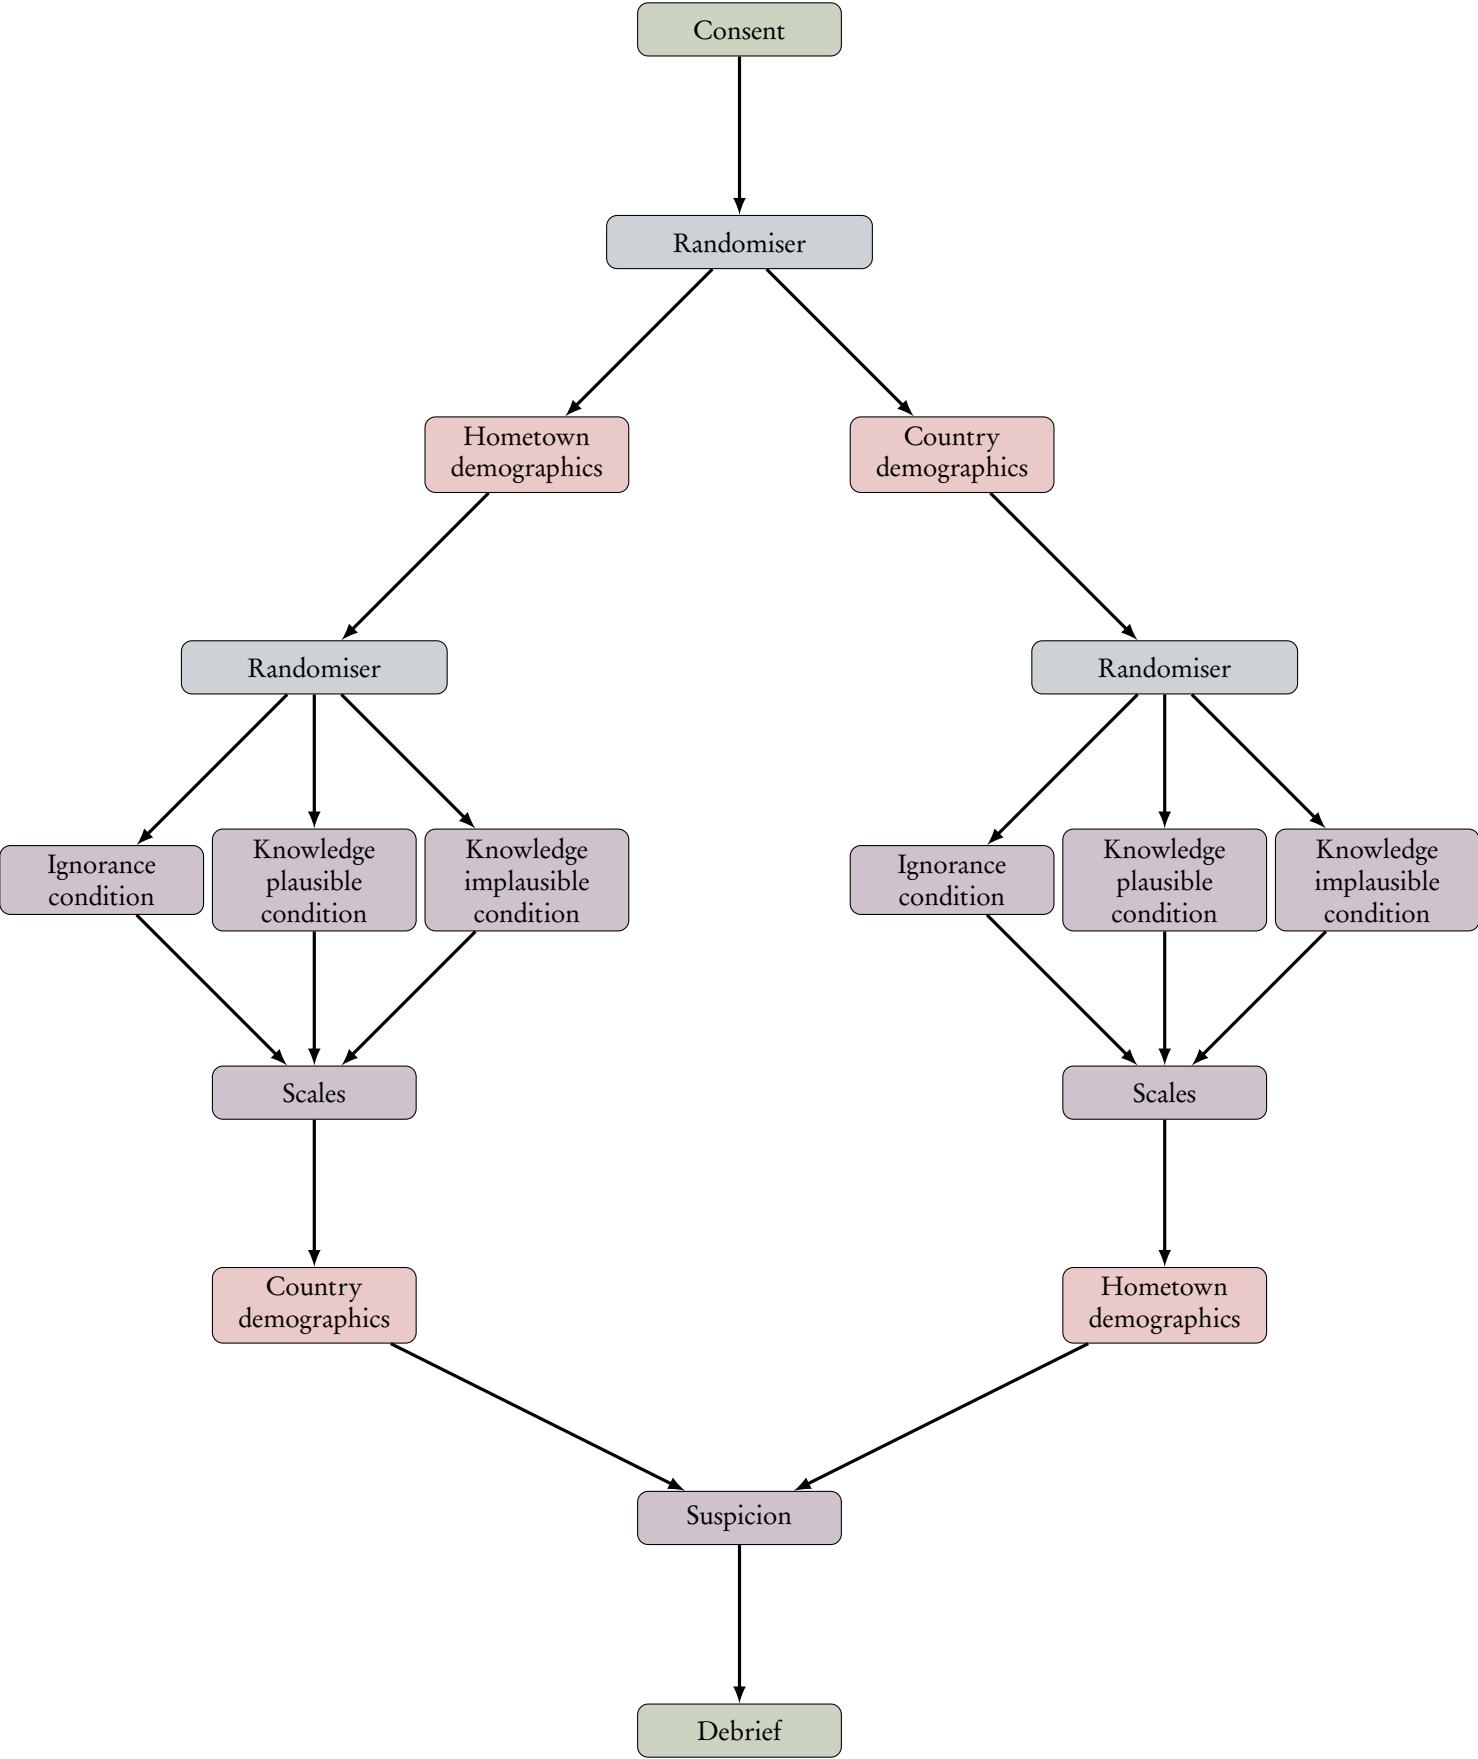 Consent
Randomiser
Hometown
demographics
Country
demographics
Randomiser
Randomiser
Ignorance
condition
Knowledge
plausible
condition
Knowledge
implausible
condition
Ignorance
condition
Knowledge
plausible
condition
Knowledge
implausible
condition
Scales
Scales
Country
demographics
Hometown
demographics
Suspicion
Debrief